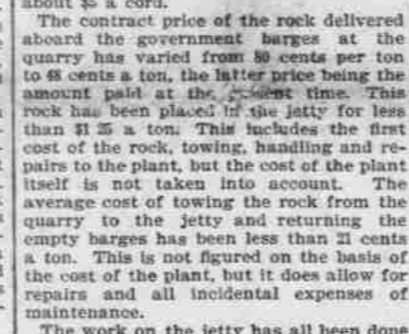 about $5 a cord.
The contract price of the rock delivered
aboard the government barges at the
quarry has varied from 80 cents per ton
to 48 cents a ton, the latter price being the
amount paid at the present time. This
rock has been placed in the jetty for less
than $1 25 a ton. This includes the first
cost of the rock, towing, handling and re-
pairs to the plant, but the cost of the plant
itself is not taken into account. The
average cost of towing the rock from the
quarry to the jetty and returning the
empty barges has been less than 21 cents
a ton. This is not figured on the basis of
the cost of the plant, but it does allow for
repairs and all incidental expenses of
maintenance.
The work on the jetty has all been done